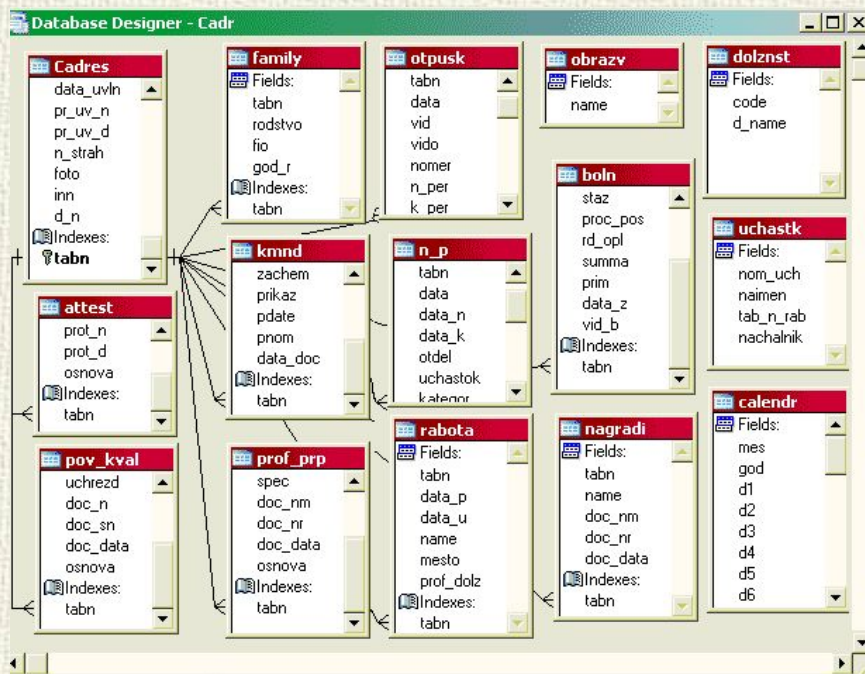 Database Designer - Cadr
Cadres
data_uvln
pr_uv_n
pr_uv_d
n_strah
foto
inn
d_n
Indexes:
tabn
family
Fields:
tabn
rodstvo
fio
god_r
Indexes:
tabn
otpusk
tabn
data
vid
vido
nomer
n_per
k_per
obrazv
Fields:
name
dolznst
Fields:
code
d_name
attest
prot_n
prot_d
osnova
Indexes:
tabn
kmnd
zachem
prikaz
pdate
pnom
data_doc
Indexes:
tabn
n_p
tabn
data
data_n
data_k
otdel
uchastok
kategor
boln
staz
proc_pos
rd_opl
summa
prim
data_z
vid_b
Indexes:
tabn
uchastk
Fields:
nom_uch
naimen
tab_n_rab
nachalnik
pov_kval
uchrezd
doc_n
doc_sn
doc_data
osnova
Indexes:
tabn
prof_prp
spec
doc_nm
doc_nr
doc_data
osnova
Indexes:
tabn
rabota
Fields:
tabn
data_p
data_u
name
mesto
prof_dolz
Indexes:
tabn
nagradi
Fields:
tabn
name
doc_nm
doc_nr
doc_data
Indexes:
tabn
calendr
Fields:
mes
god
d1
d2
d3
d4
d5
d6